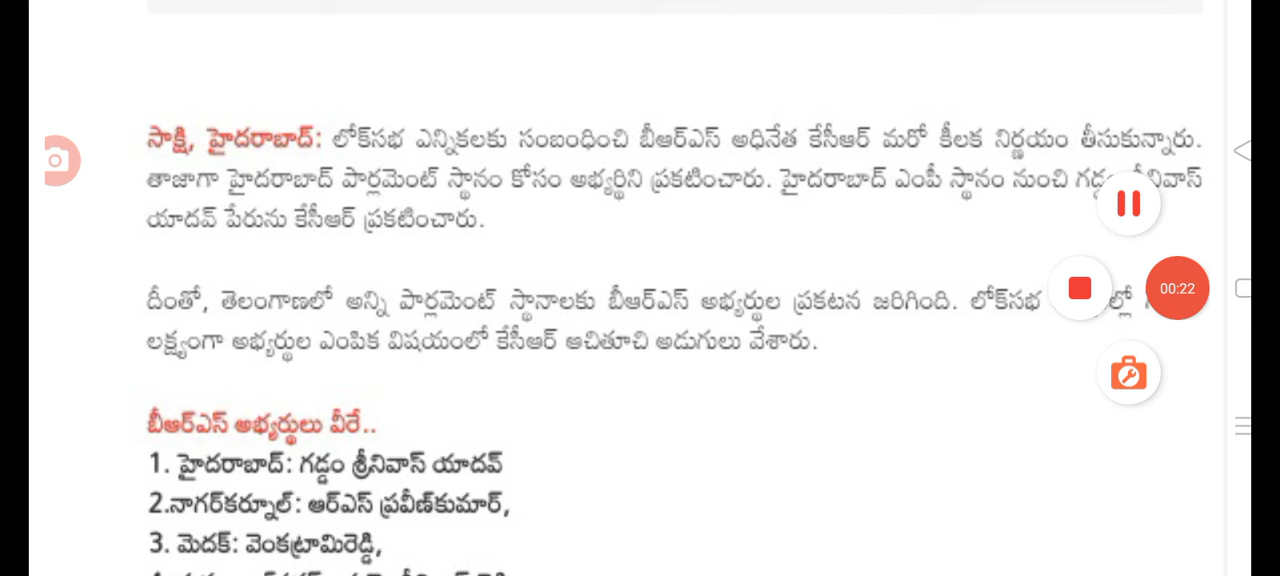 సాక్షి, హైదరాబాద్: లోక్‌సభ ఎన్నికలకు సంబంధించి బీఆర్ఎస్ అధినేత కేసీఆర్ మరో కీలక నిర్ణయం తీసుకున్నారు.
తాజాగా హైదరాబాద్ పార్లమెంట్ స్థానం కోసం అభ్యర్థిని ప్రకటించారు. హైదరాబాద్ ఎంపీ స్థానం నుంచి
యాదవ్ పేరును కేసీఆర్ ప్రకటించారు.
దీంతో, తెలంగాణలో అన్ని పార్లమెంట్ స్థానాలకు బీఆర్ఎస్ అభ్యర్థుల ప్రకటన జరిగింది. లోక్‌సభ
లక్ష్యంగా అభ్యర్థుల ఎంపిక విషయంలో కేసీఆర్ ఆచితూచి అడుగులు వేశారు.
00:22
బీఆర్ఎస్ అభ్యర్థులు వీరే..
1. హైదరాబాద్: గడ్డం శ్రీనివాస్ యాదవ్
2.నాగర్‌కర్నూల్: ఆర్ఎస్ ప్రవీణ్‌కుమార్,
3. మెదక్: వెంకట్రామిరెడ్డి,